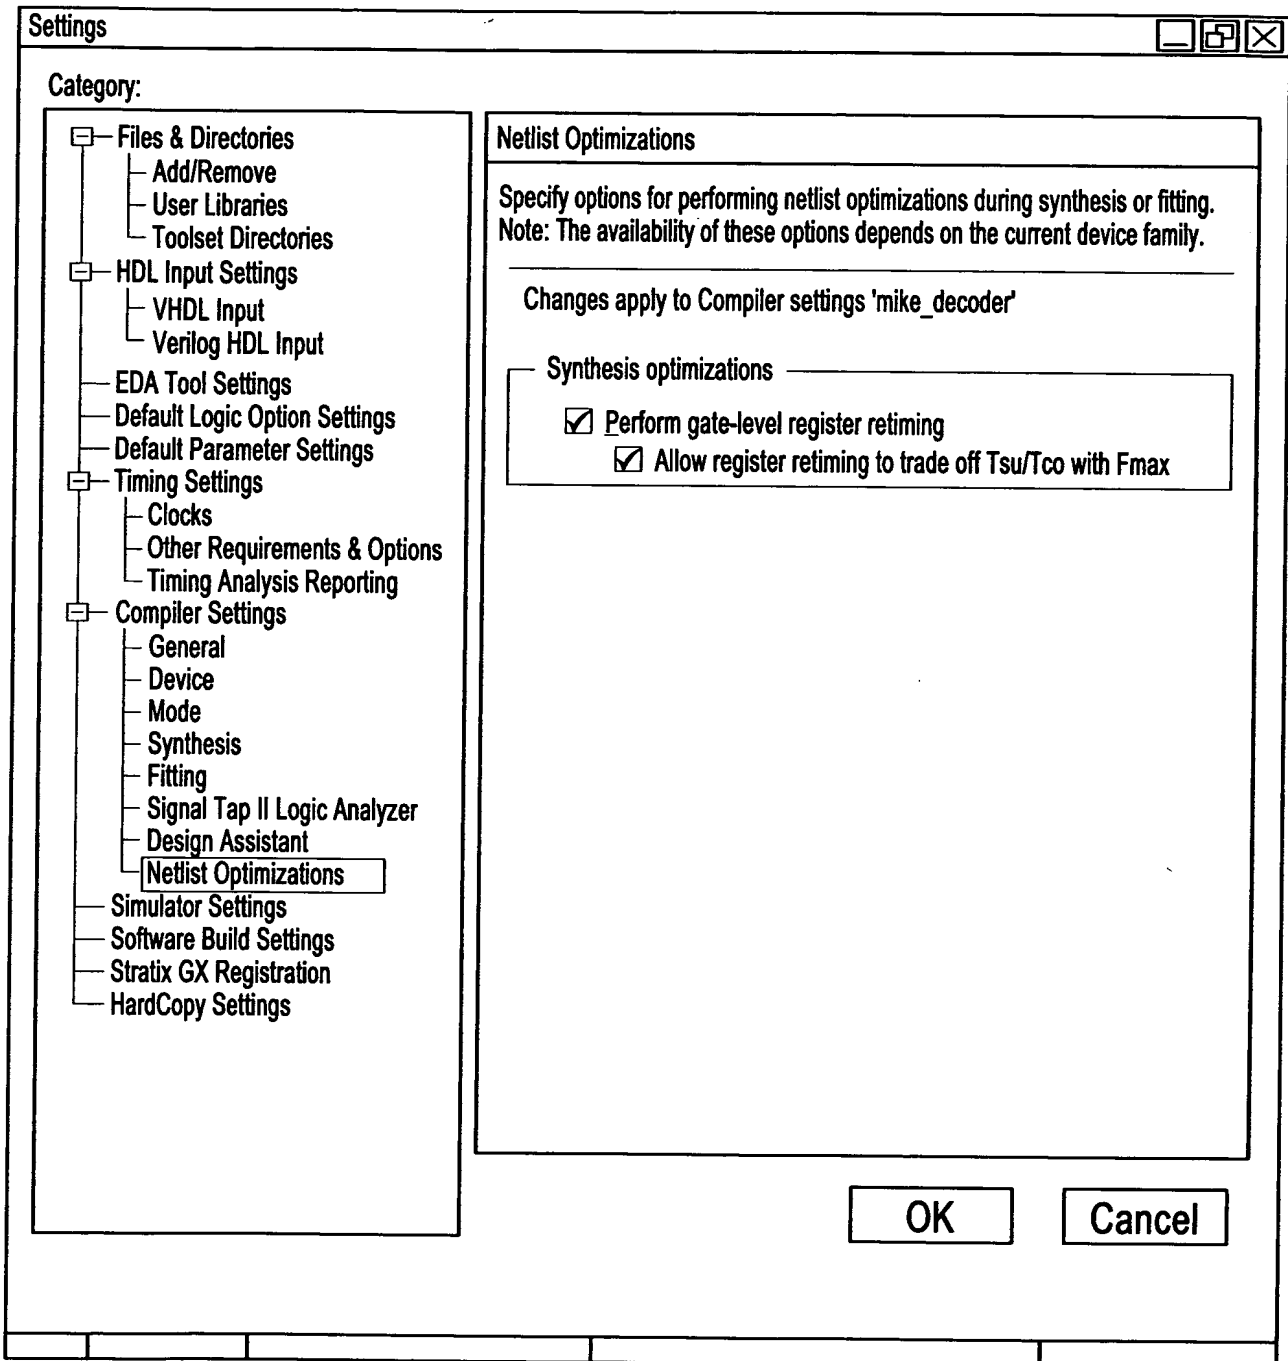 Settings
Category:
Files & Directories
Add/Remove
User Libraries
Toolset Directories
HDL Input Settings
VHDL Input
Verilog HDL Input
EDA Tool Settings
Default Logic Option Settings
Default Parameter Settings
Timing Settings
Clocks
Other Requirements & Options
Timing Analysis Reporting
Compiler Settings
General
Device
Mode
Synthesis
Fitting
Signal Tap II Logic Analyzer
Design Assistant
Netlist Optimizations
Simulator Settings
Software Build Settings
Stratix GX Registration
HardCopy Settings
Netlist Optimizations
Specify options for performing netlist optimizations during synthesis or fitting.
Note: The availability of these options depends on the current device family.
Changes apply to Compiler settings 'mike_decoder'
Synthesis optimizations
Perform gate-level register retiming
Allow register retiming to trade off Tsu/Tco with Fmax
OK
Cancel